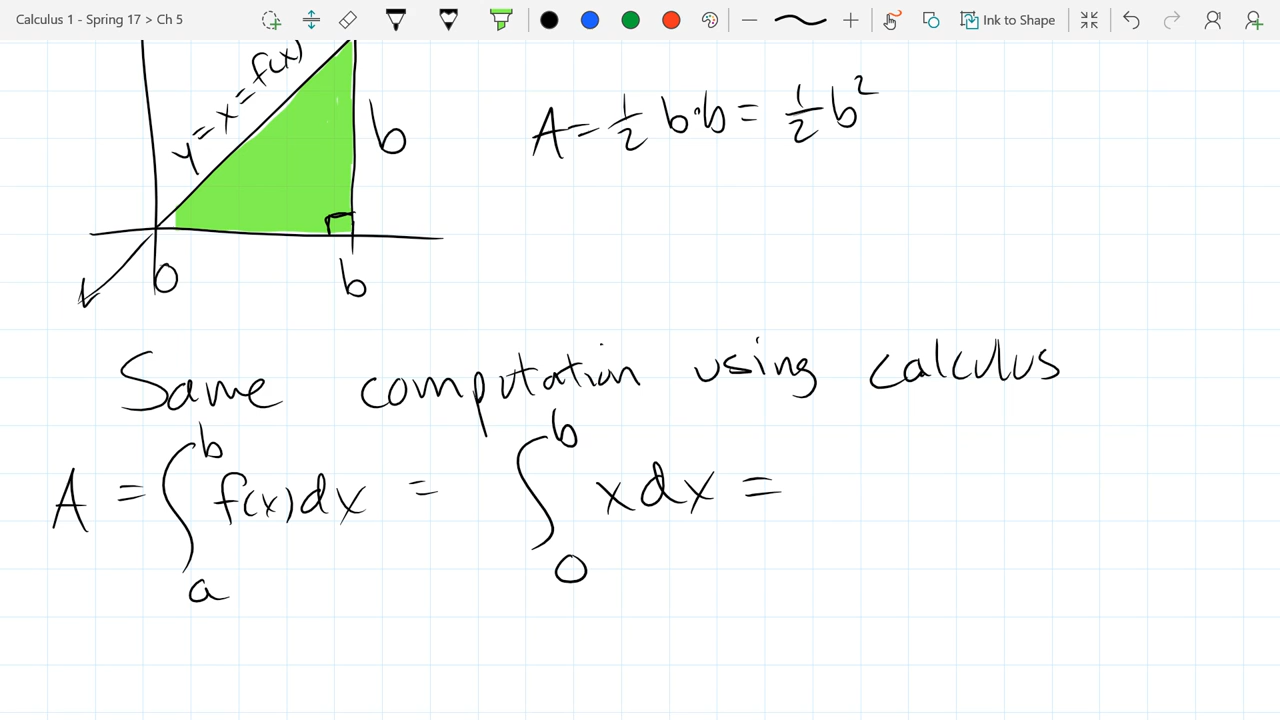 Calculus 1 - Spring 17 > Ch 5
Ink to Shape
y = x = f(x)
b
A = 1/2 b·b = 1/2 b²
0
b
Same computation using calculus
A = ∫_a^b f(x)dx = ∫_0^b x dx =